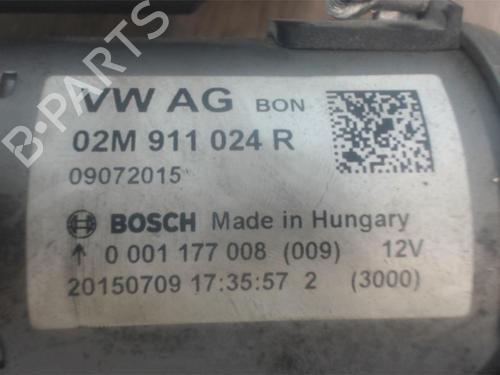 B-PARTS
VW AG BON
02M 911 024 R
09072015
BOSCH Made in Hungary
↑ 0 001 177 008 (009) 12V
20150709 17:35:57 2 (3000)